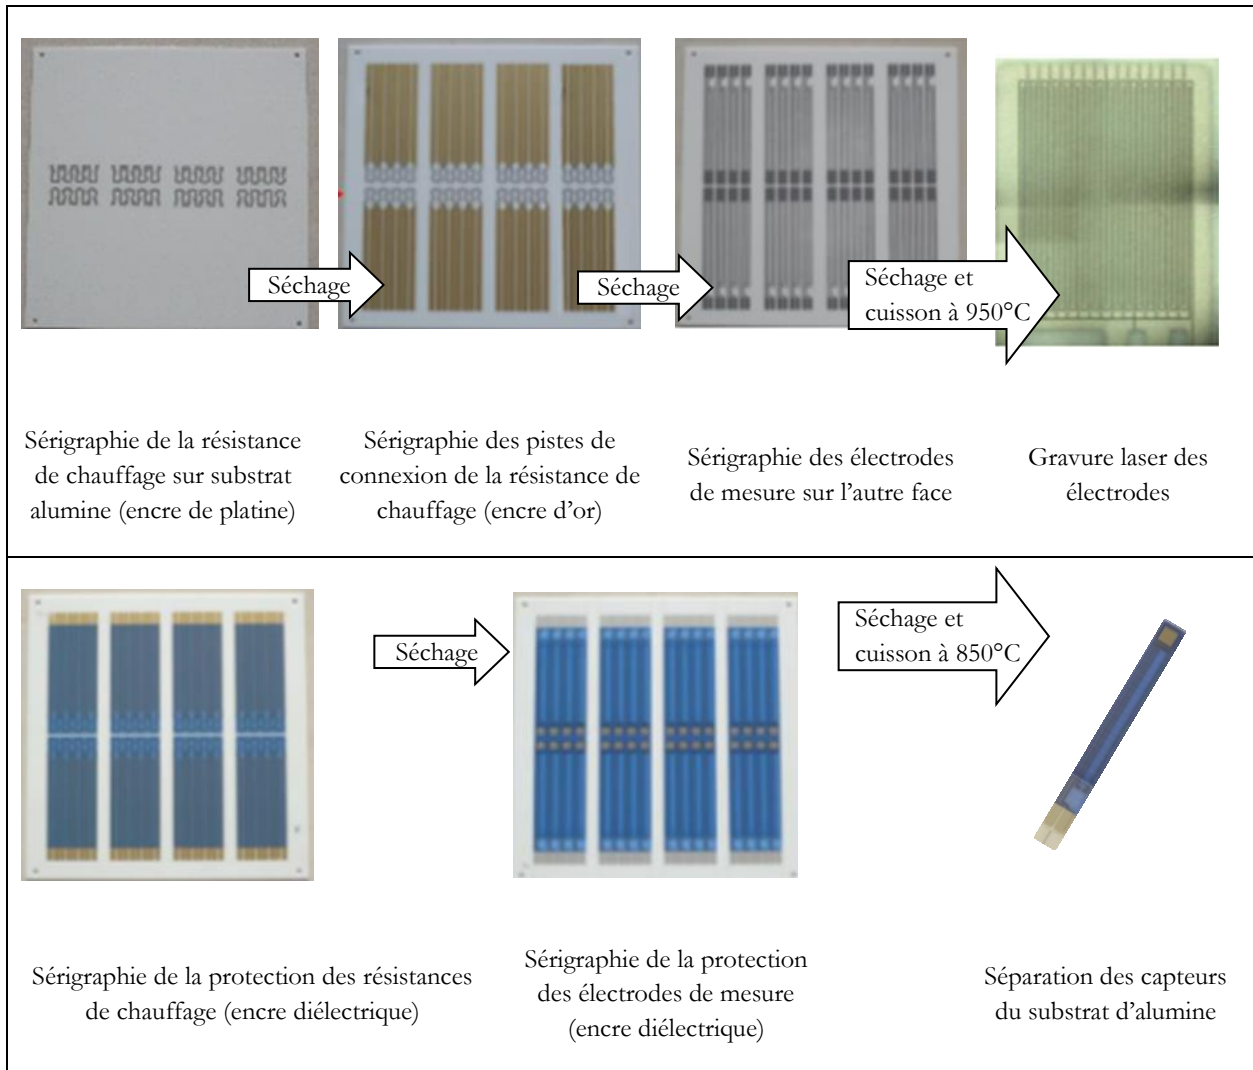 Séchage
Séchage
Séchage et
cuisson à 950°C
Sérigraphie de la résistance
de chauffage sur substrat
alumine (encre de platine)
Sérigraphie des pistes de
connexion de la résistance de
chauffage (encre d’or)
Sérigraphie des électrodes
de mesure sur l’autre face
Gravure laser des
électrodes
Séchage
Séchage et
cuisson à 850°C
Sérigraphie de la protection des résistances
de chauffage (encre diélectrique)
Sérigraphie de la protection
des électrodes de mesure
(encre diélectrique)
Séparation des capteurs
du substrat d’alumine